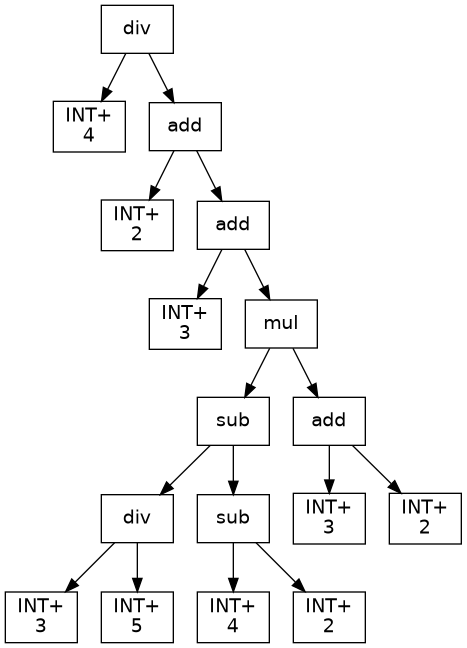 div
INT+
4
add
INT+
2
add
INT+
3
mul
sub
add
div
sub
INT+
3
INT+
2
INT+
3
INT+
5
INT+
4
INT+
2